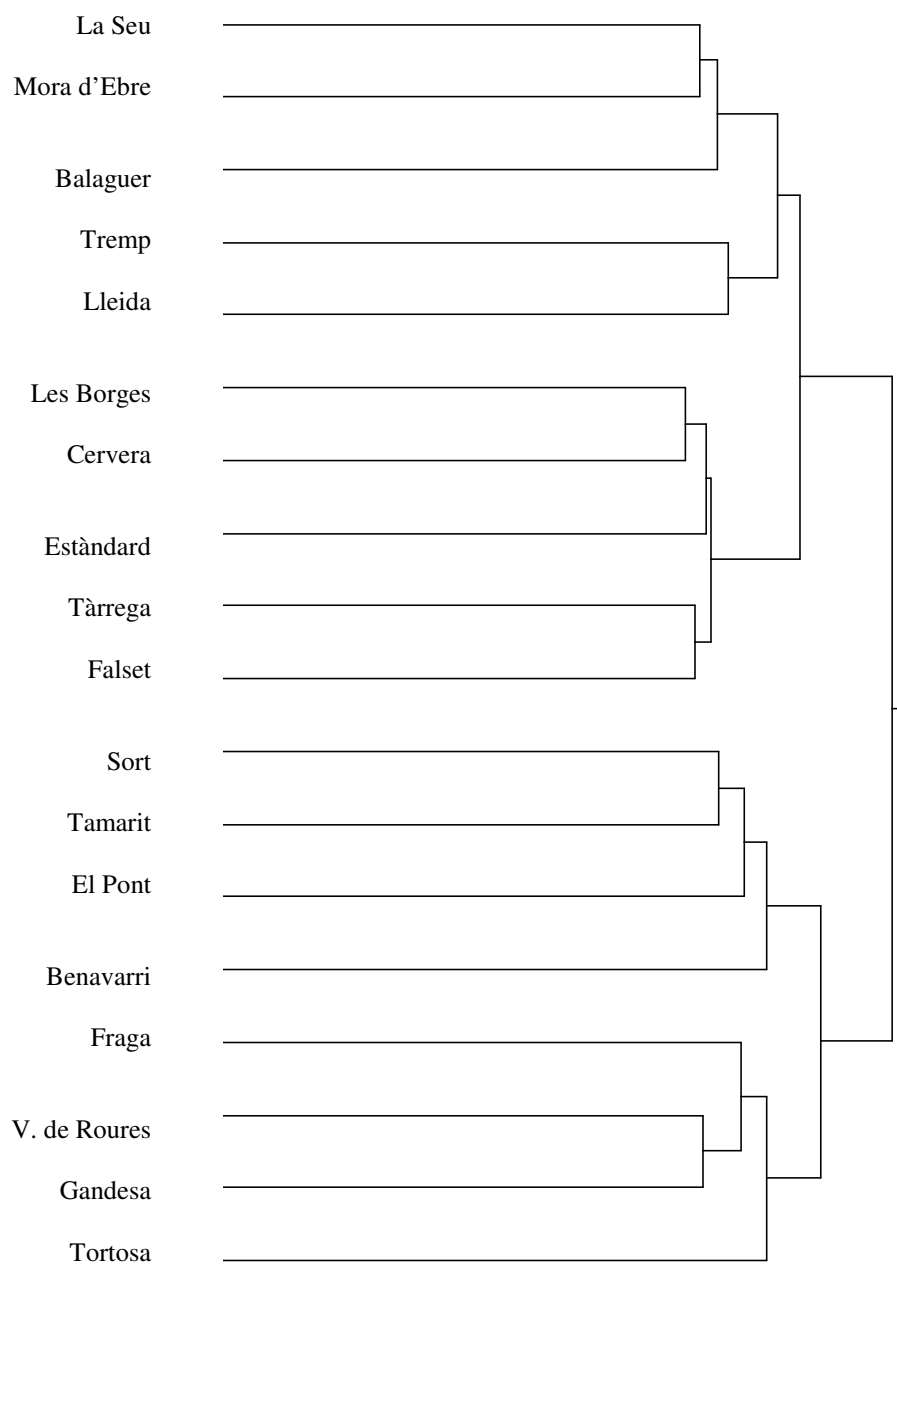 La Seu
Mora d’Ebre
Balaguer
Tremp
Lleida
Les Borges
Cervera
Estàndard
Tàrrega
Falset
Sort
Tamarit
El Pont
Benavarri
Fraga
V. de Roures
Gandesa
Tortosa